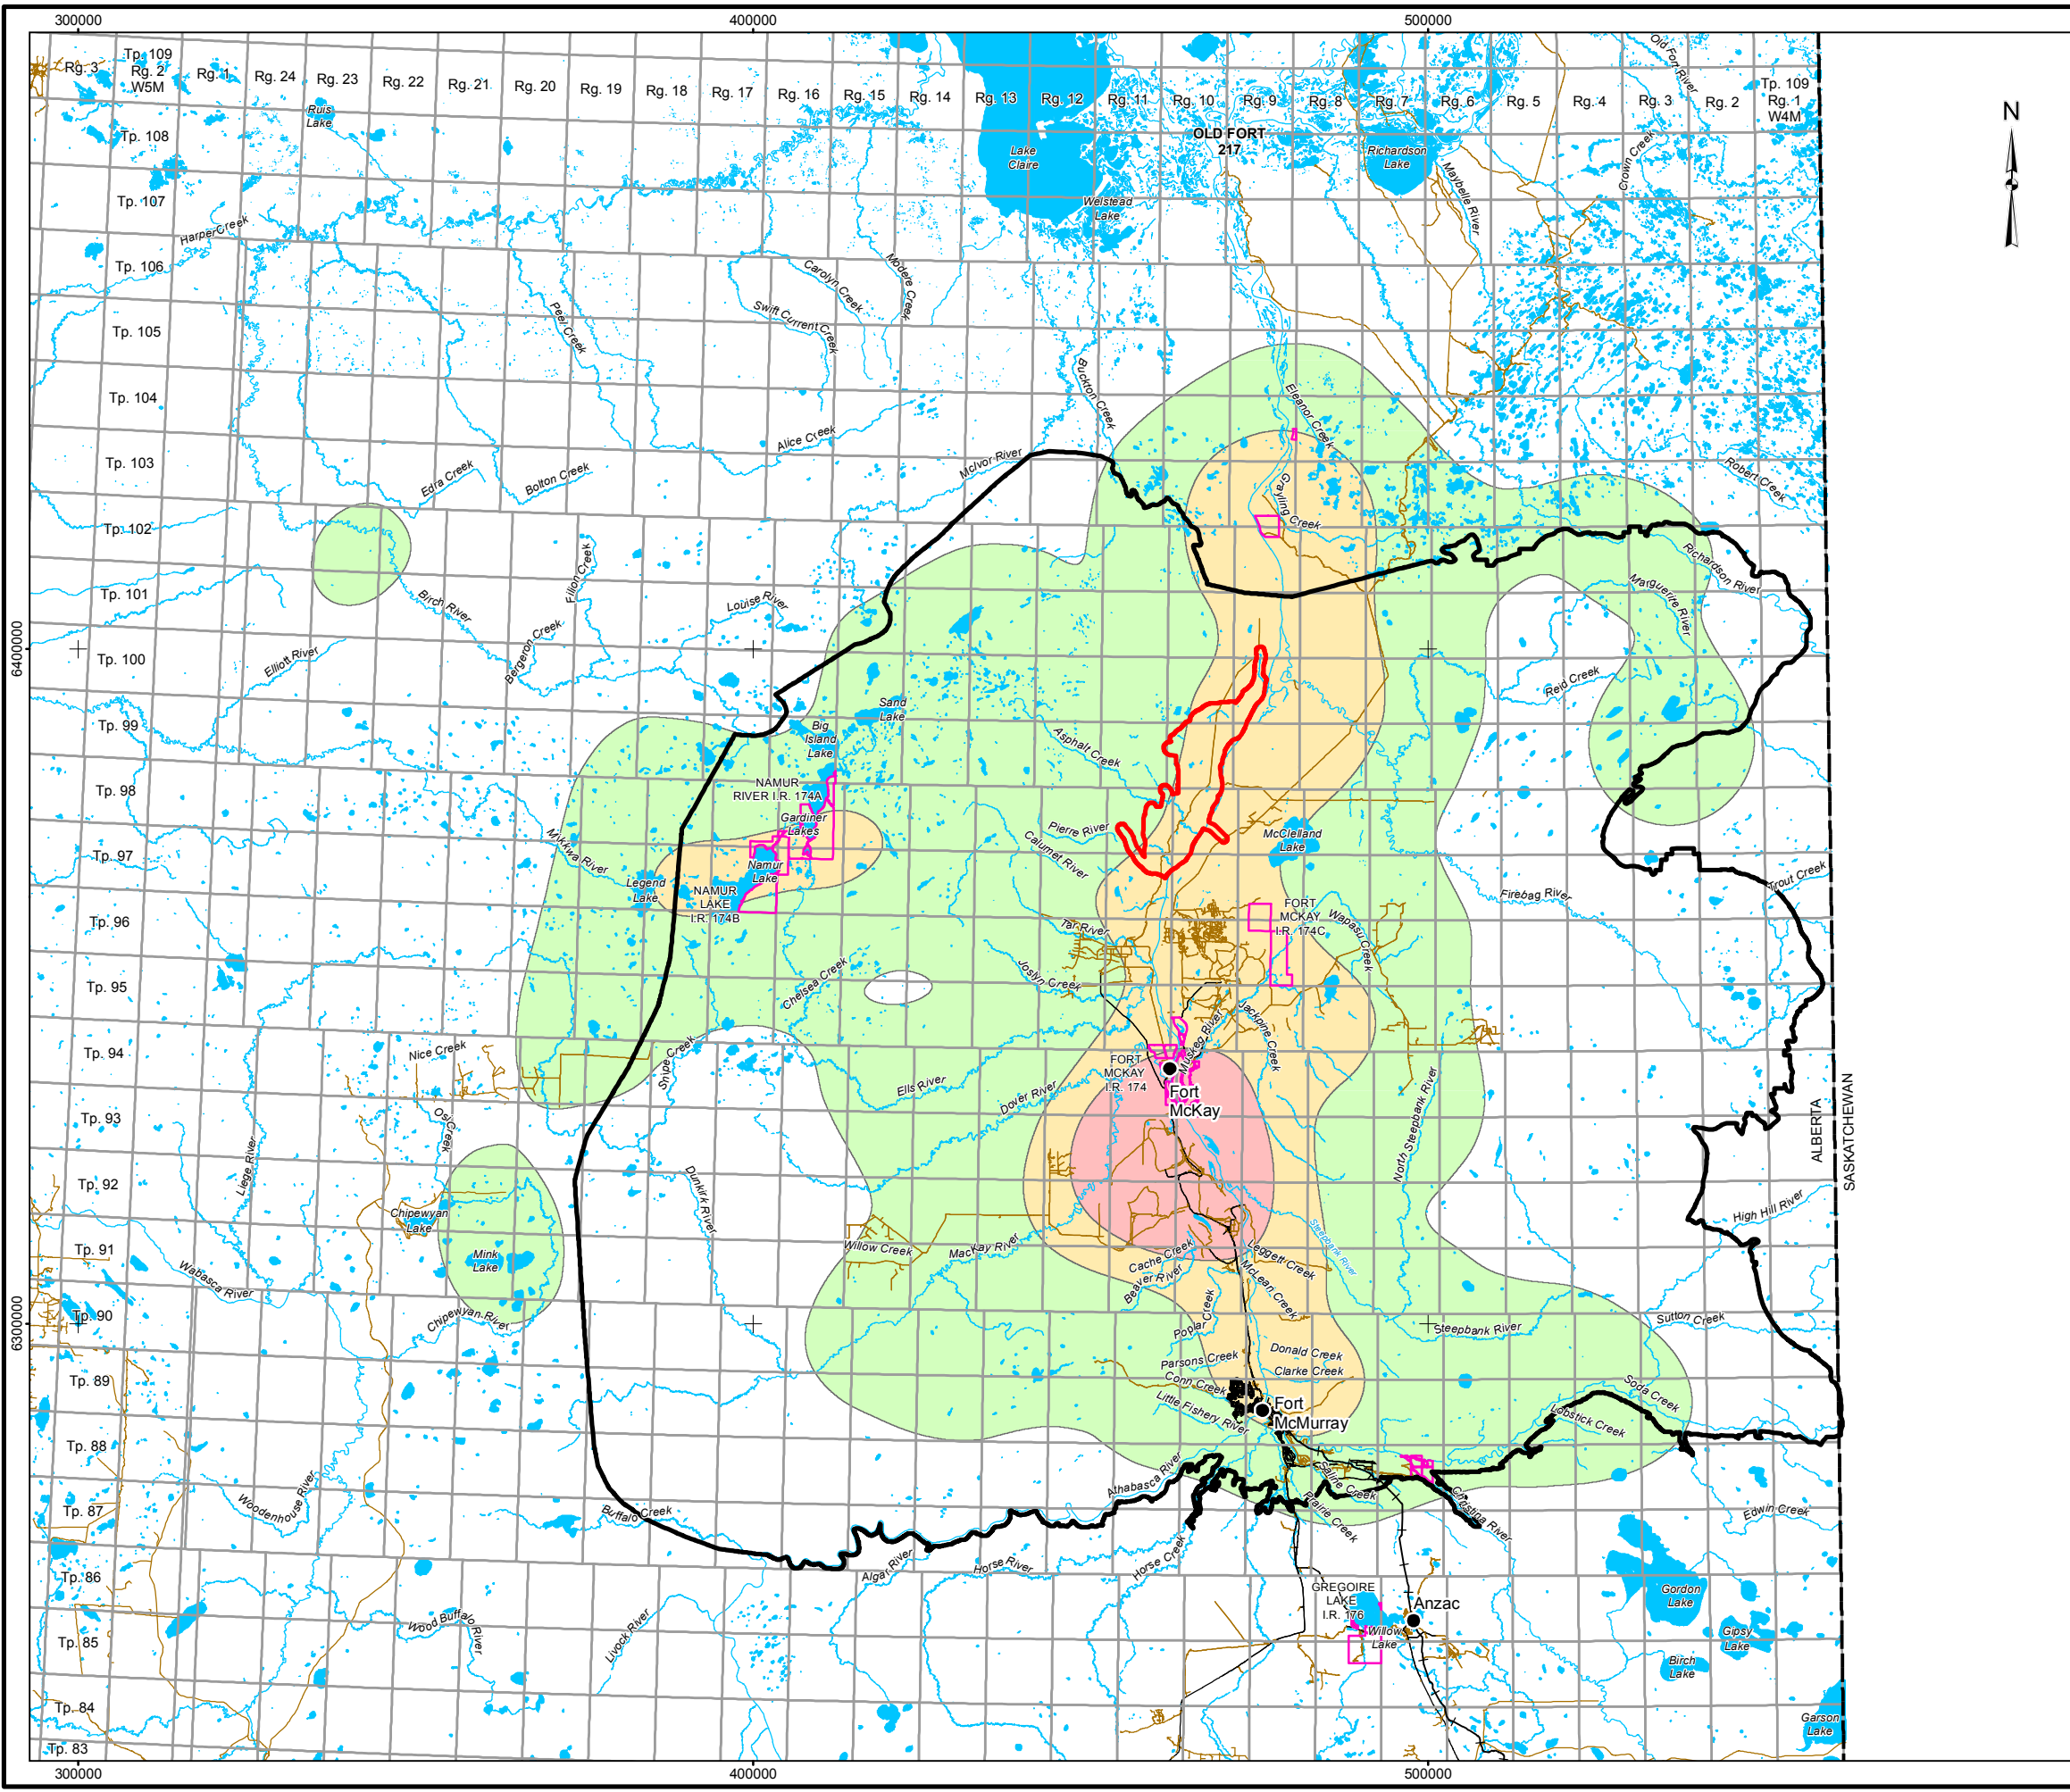 300000
400000
500000
Rg. 3
Tp. 109
Rg. 2
W5M
Rg. 1
Rg. 24
Rg. 23
Rg. 22
Rg. 21
Rg. 20
Rg. 19
Rg. 18
Rg. 17
Rg. 16
Rg. 15
Rg. 14
Rg. 13
Rg. 12
Rg. 11
Rg. 10
Rg. 9
Rg. 8
Rg. 7
Rg. 6
Rg. 5
Rg. 4
Rg. 3
Rg. 2
Tp. 109
Rg. 1
W4M
Old Fort River
N
Ruis
Lake
Tp. 108
Lake
Claire
OLD FORT
217
Richardson
Lake
Maybelle River
Crown Creek
Tp. 107
Welstead
Lake
Harper Creek
Tp. 106
Carolyn Creek
Modere Creek
Swift Current Creek
Peel Creek
Tp. 105
Buckton Creek
Eleanor Creek
Tp. 104
Alice Creek
McIvor River
Tp. 103
Edra Creek
Bolton Creek
Robert Creek
Grayling Creek
Tp. 102
Richardson River
Marguerite River
Tp. 101
Birch River
Filion Creek
Louise River
6400000
Tp. 100
Elliott River
Bergeron Creek
Reid Creek
Tp. 99
Sand
Lake
Big
Island
Lake
Asphalt Creek
Tp. 98
NAMUR
RIVER I.R. 174A
Gardiner
Lakes
Mikkwa River
Pierre River
Calumet River
McClelland
Lake
Tp. 97
Namur
Lake
Legend
Lake
NAMUR
LAKE
I.R. 174B
Firebag River
Trout Creek
Tp. 96
Tar River
FORT
MCKAY
I.R. 174C
Wapasu Creek
Tp. 95
Chelsea Creek
Joslyn Creek
Jackpine Creek
Muskeg River
Tp. 94
Nice Creek
Snipe Creek
FORT
MCKAY
I.R. 174
Fort
McKay
Ells River
Dover River
Tp. 93
Osi Creek
North Steepbank River
ALBERTA
SASKATCHEWAN
Liege River
Dunkirk River
Tp. 92
Chipewyan
Lake
High Hill River
Tp. 91
Mink
Lake
Willow Creek
MacKay River
Cache Creek
Beaver River
Leggett Creek
McLean Creek
Steepbank River
Wabasca River
6300000
Tp. 90
Chipewyan River
Poplar Creek
Steepbank River
Sutton Creek
Parsons Creek
Donald Creek
Clarke Creek
Tp. 89
Conn Creek
Little Fishery River
Fort
McMurray
Soda Creek
Lobstick Creek
Tp. 88
Athabasca River
Saline Creek
Prairie Creek
Christina River
Tp. 87
Woodenhouse River
Buffalo Creek
Edwin Creek
Tp. 86
Algar River
Horse River
Horse Creek
GREGOIRE
LAKE
I.R. 176
Anzac
Gordon
Lake
Tp. 85
Wood Buffalo River
Livock River
Willow
Lake
Gipsy
Lake
Birch
Lake
Tp. 84
Garson
Lake
Tp. 83
300000
400000
500000